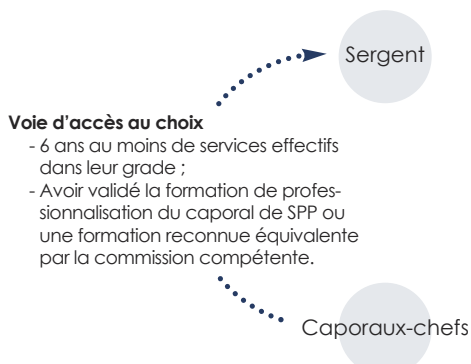 Sergent
Voie d'accès au choix
- 6 ans au moins de services effectifs
dans leur grade ;
- Avoir validé la formation de profes-
sionnalisation du caporal de SPP ou
une formation reconnue équivalente
par la commission compétente.
Caporaux-chefs